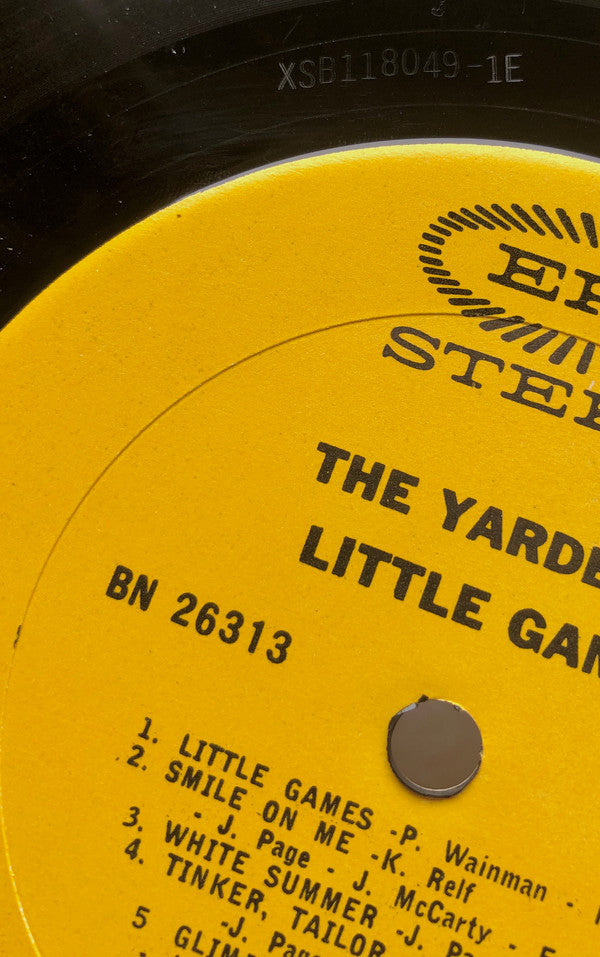 XSB118049-1E
EP
STER
THE YARDB
LITTLE GAM
BN 26313
1. LITTLE GAMES -P. Wainman -
2. SMILE ON ME -K. Relf
- J. Page - J. McCarty -
3. WHITE SUMMER -J. Pa
4. TINKER, TAILOR
-J. Page
5 GLIM